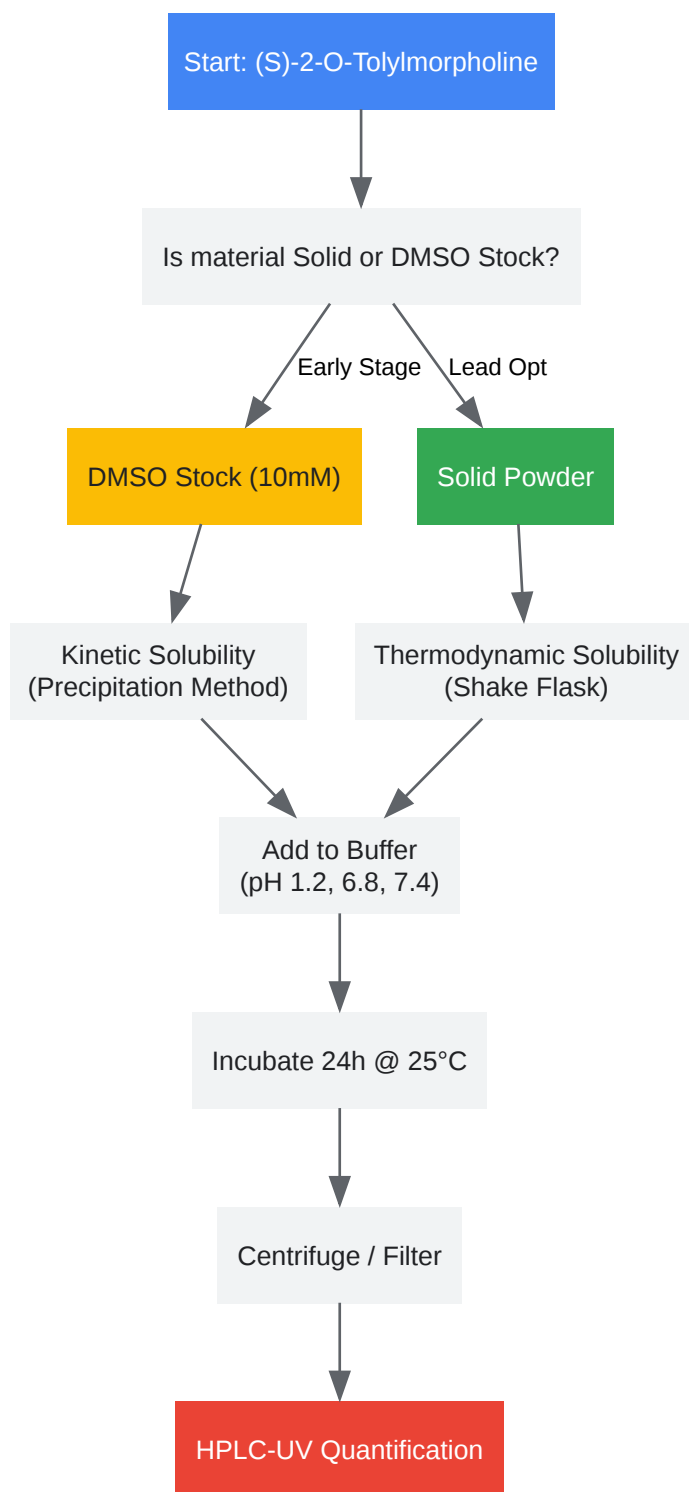 Start: (S)-2-O-Tolylmorpholine
Is material Solid or DMSO Stock?
Early Stage
Lead Opt
DMSO Stock (10mM)
Solid Powder
Kinetic Solubility
(Precipitation Method)
Thermodynamic Solubility
(Shake Flask)
Add to Buffer
(pH 1.2, 6.8, 7.4)
Incubate 24h @ 25°C
Centrifuge / Filter
HPLC-UV Quantification